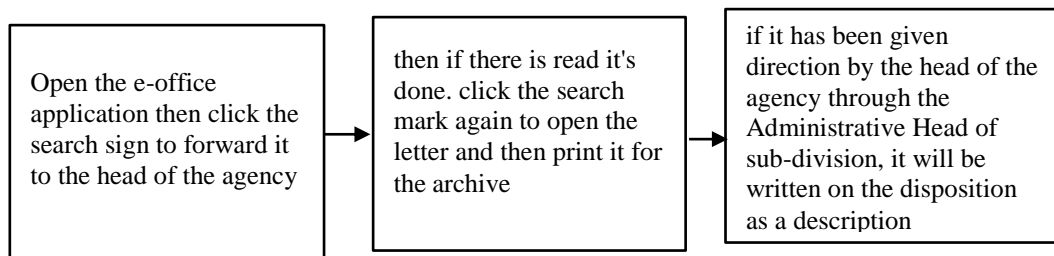 Open the e-office
application then click the
search sign to forward it
to the head of the agency
then if there is read it's
done. click the search
mark again to open the
letter and then print it for
the archive
if it has been given
direction by the head of the
agency through the
Administrative Head of
sub-division, it will be
written on the disposition
as a description